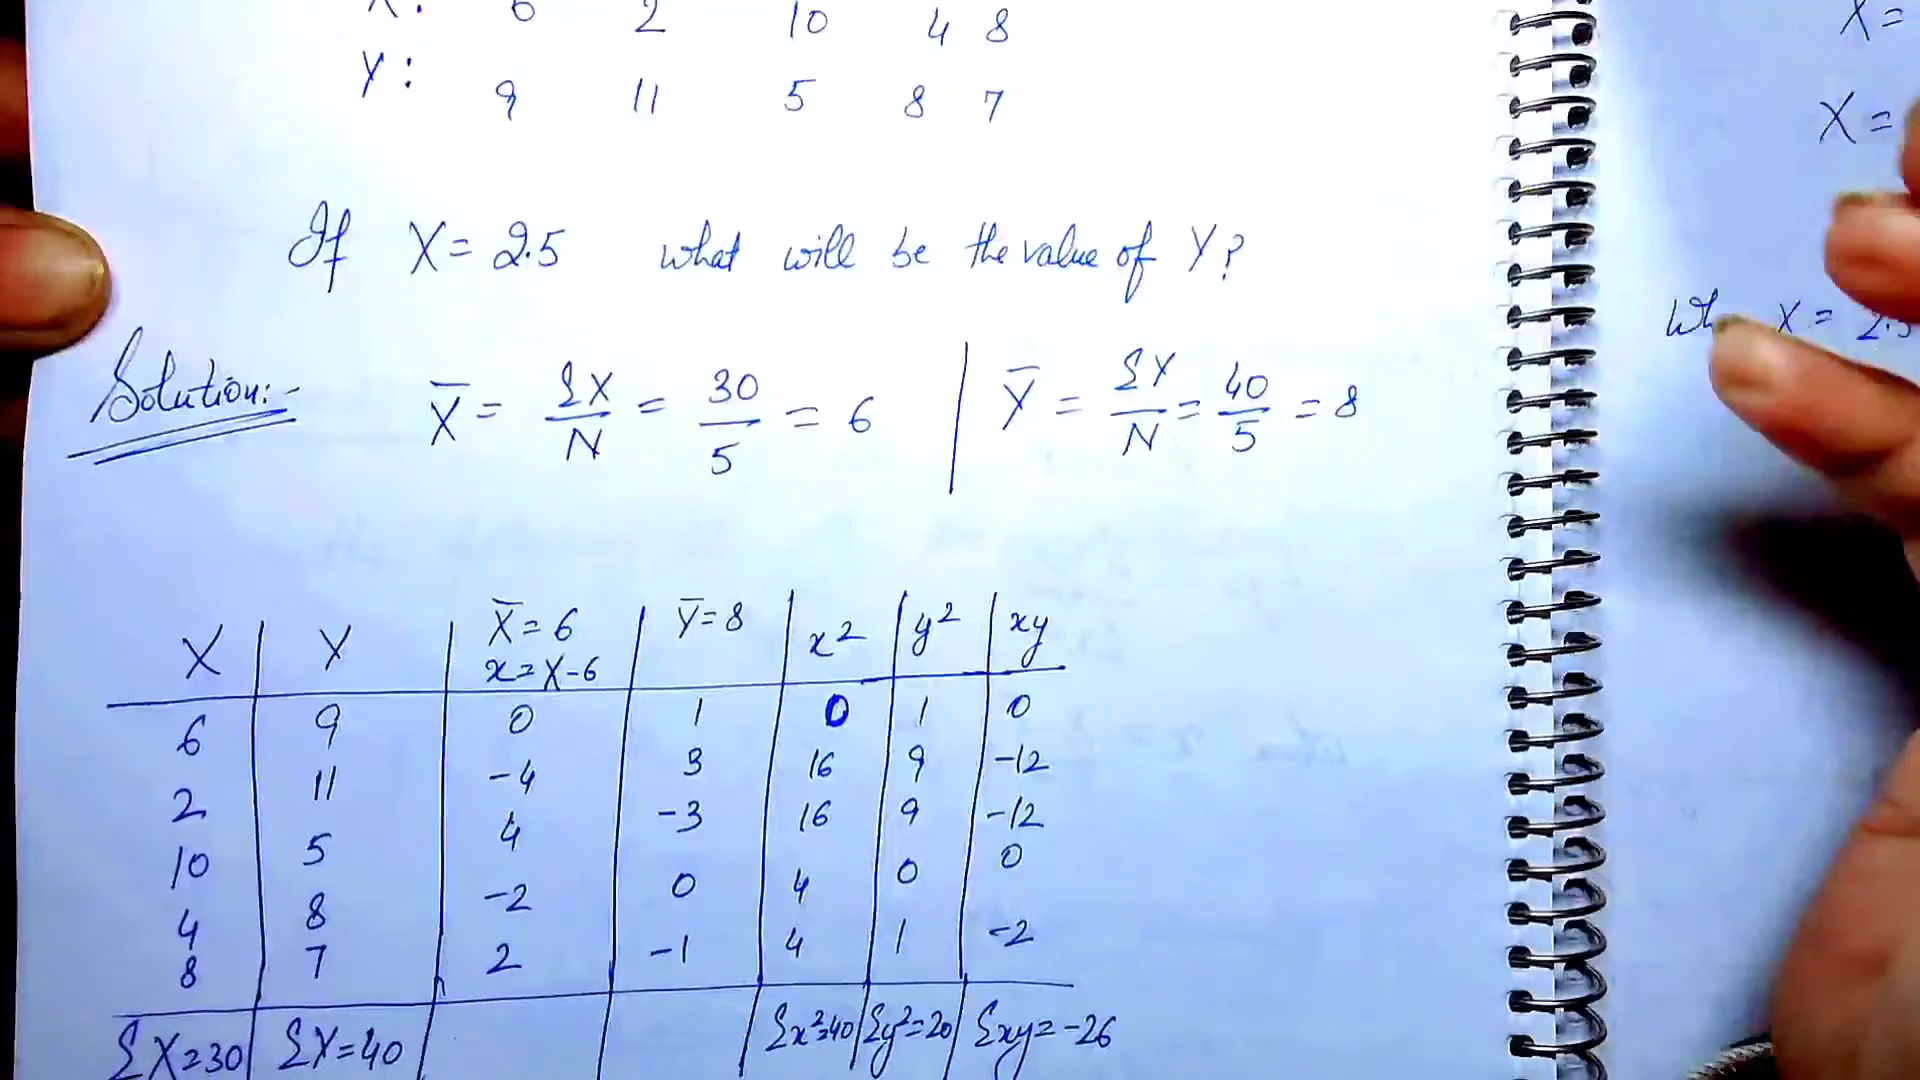 X: 6 2 10 4 8
Y: 9 11 5 8 7
If X = 2.5 what will be the value of Y?
Solution:- X̅ = ΣX/N = 30/5 = 6 | Y̅ = ΣY/N = 40/5 = 8
X | Y | X̅=6 x=X-6 | Y̅=8 | x² | y² | xy
6 | 9 | 0 | 1 | 0 | 1 | 0
2 | 11 | -4 | 3 | 16 | 9 | -12
10 | 5 | 4 | -3 | 16 | 9 | -12
4 | 8 | -2 | 0 | 4 | 0 | 0
8 | 7 | 2 | -1 | 4 | 1 | -2
ΣX=30 | ΣY=40 | | | Σx²=40 | Σy²=20 | Σxy=-26
X =
X =
X = 2.5